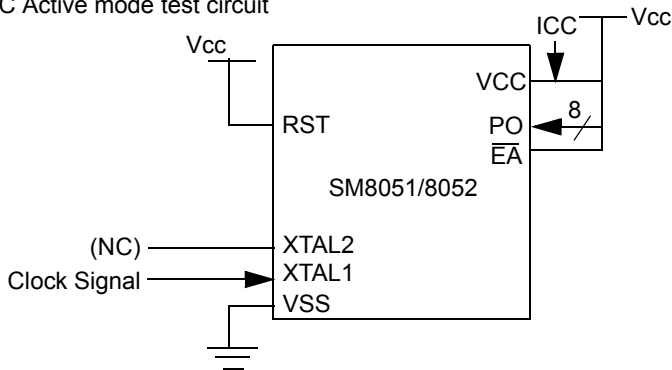 C Active mode test circuit
Vcc
ICC
Vcc
VCC
RST
8
PO
EA
SM8051/8052
(NC)
XTAL2
Clock Signal
XTAL1
VSS